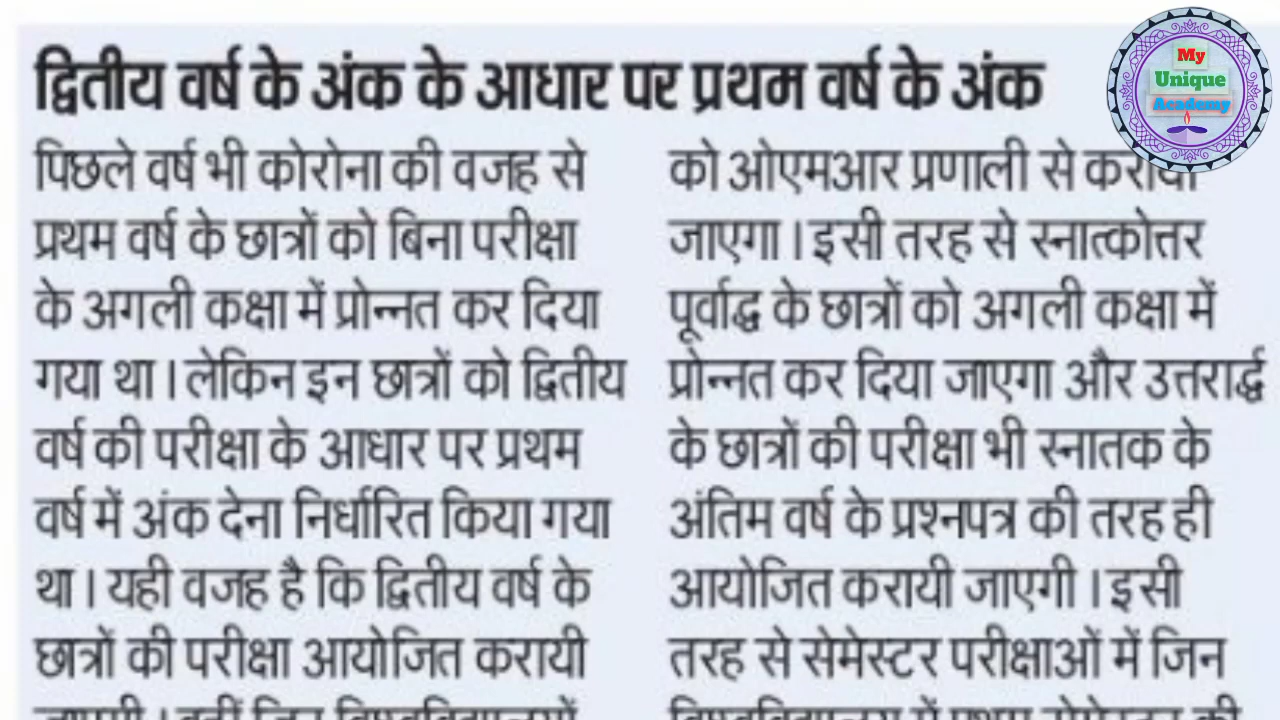 द्वितीय वर्ष के अंक के आधार पर प्रथम वर्ष के अंक
पिछले वर्ष भी कोरोना की वजह से
प्रथम वर्ष के छात्रों को बिना परीक्षा
के अगली कक्षा में प्रोन्नत कर दिया
गया था । लेकिन इन छात्रों को द्वितीय
वर्ष की परीक्षा के आधार पर प्रथम
वर्ष में अंक देना निर्धारित किया गया
था । यही वजह है कि द्वितीय वर्ष के
छात्रों की परीक्षा आयोजित करायी
को ओएमआर प्रणाली से कराया
जाएगा । इसी तरह से स्नात्कोत्तर
पूर्वाद्ध के छात्रों को अगली कक्षा में
प्रोन्नत कर दिया जाएगा और उत्तरार्द्ध
के छात्रों की परीक्षा भी स्नातक के
अंतिम वर्ष के प्रश्नपत्र की तरह ही
आयोजित करायी जाएगी । इसी
तरह से सेमेस्टर परीक्षाओं में जिन
My
Unique
Academy